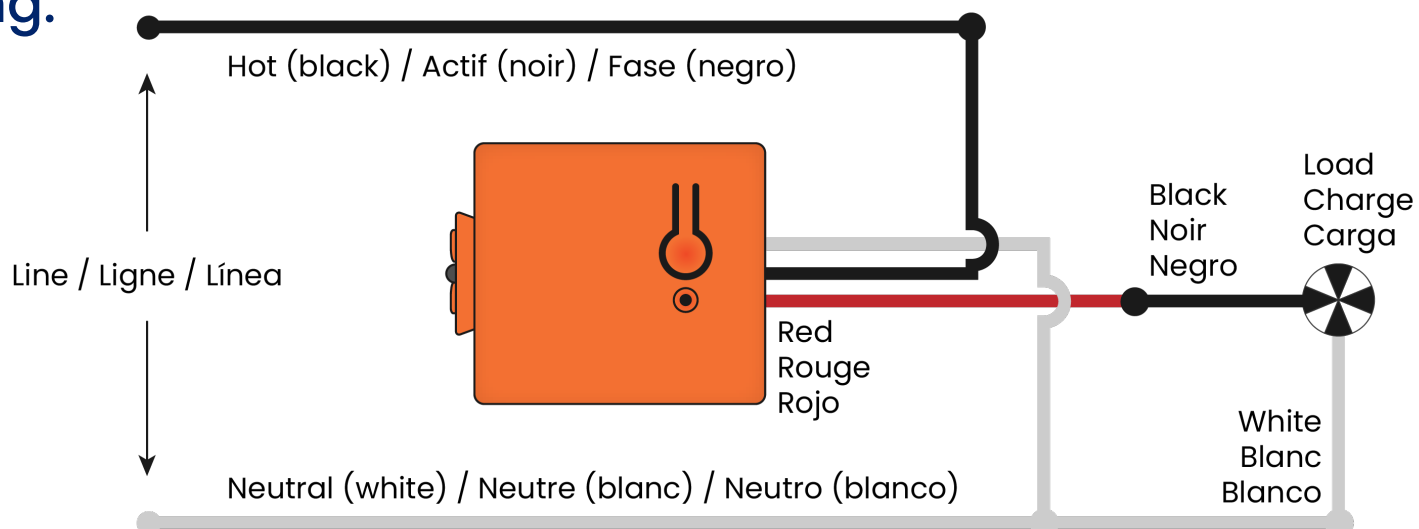 Hot (black) / Actif (noir) / Fase (negro)
Load
Charge
Carga
Black
Noir
Negro
Line / Ligne / Línea
Red
Rouge
Rojo
White
Blanc
Blanco
Neutral (white) / Neutre (blanc) / Neutro (blanco)